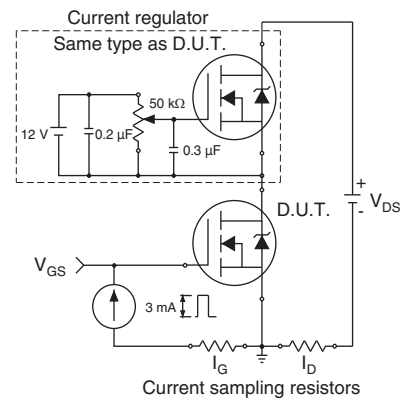 Current regulator
Same type as D.U.T.
50 kΩ
12 V
0.2 µF
0.3 µF
+
V_DS
-
D.U.T.
V_GS
3 mA
I_G
I_D
Current sampling resistors